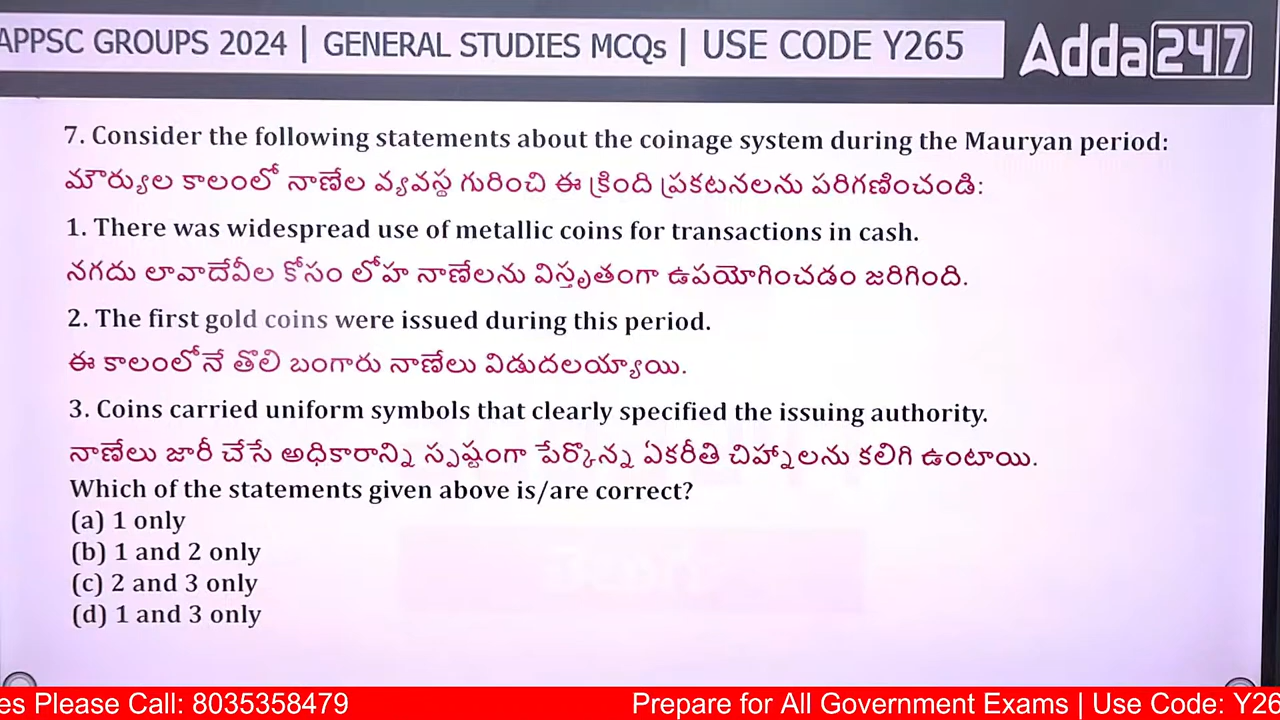 APPSC GROUPS 2024 | GENERAL STUDIES MCQs | USE CODE Y265
Adda247
7. Consider the following statements about the coinage system during the Mauryan period:
మౌర్యుల కాలంలో నాణేల వ్యవస్థ గురించి ఈ క్రింది ప్రకటనలను పరిగణించండి:
1. There was widespread use of metallic coins for transactions in cash.
నగదు లావాదేవీల కోసం లోహ నాణేలను విస్తృతంగా ఉపయోగించడం జరిగింది.
2. The first gold coins were issued during this period.
ఈ కాలంలోనే తొలి బంగారు నాణేలు విడుదలయ్యాయి.
3. Coins carried uniform symbols that clearly specified the issuing authority.
నాణేలు జారీ చేసే అధికారాన్ని స్పష్టంగా పేర్కొన్న ఏకరీతి చిహ్నాలను కలిగి ఉంటాయి.
Which of the statements given above is/are correct?
(a) 1 only
(b) 1 and 2 only
(c) 2 and 3 only
(d) 1 and 3 only
es Please Call: 8035358479 Prepare for All Government Exams | Use Code: Y26